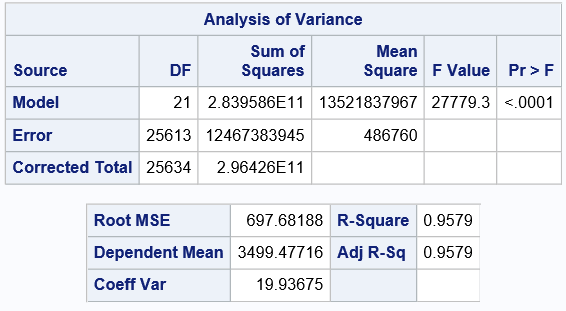 Analysis of Variance
Source DF Sum of Squares Mean Square F Value Pr > F
Model 21 2.839586E11 13521837967 27779.3 <.0001
Error 25613 12467383945 486760
Corrected Total 25634 2.96426E11
Root MSE 697.68188 R-Square 0.9579
Dependent Mean 3499.47716 Adj R-Sq 0.9579
Coeff Var 19.93675